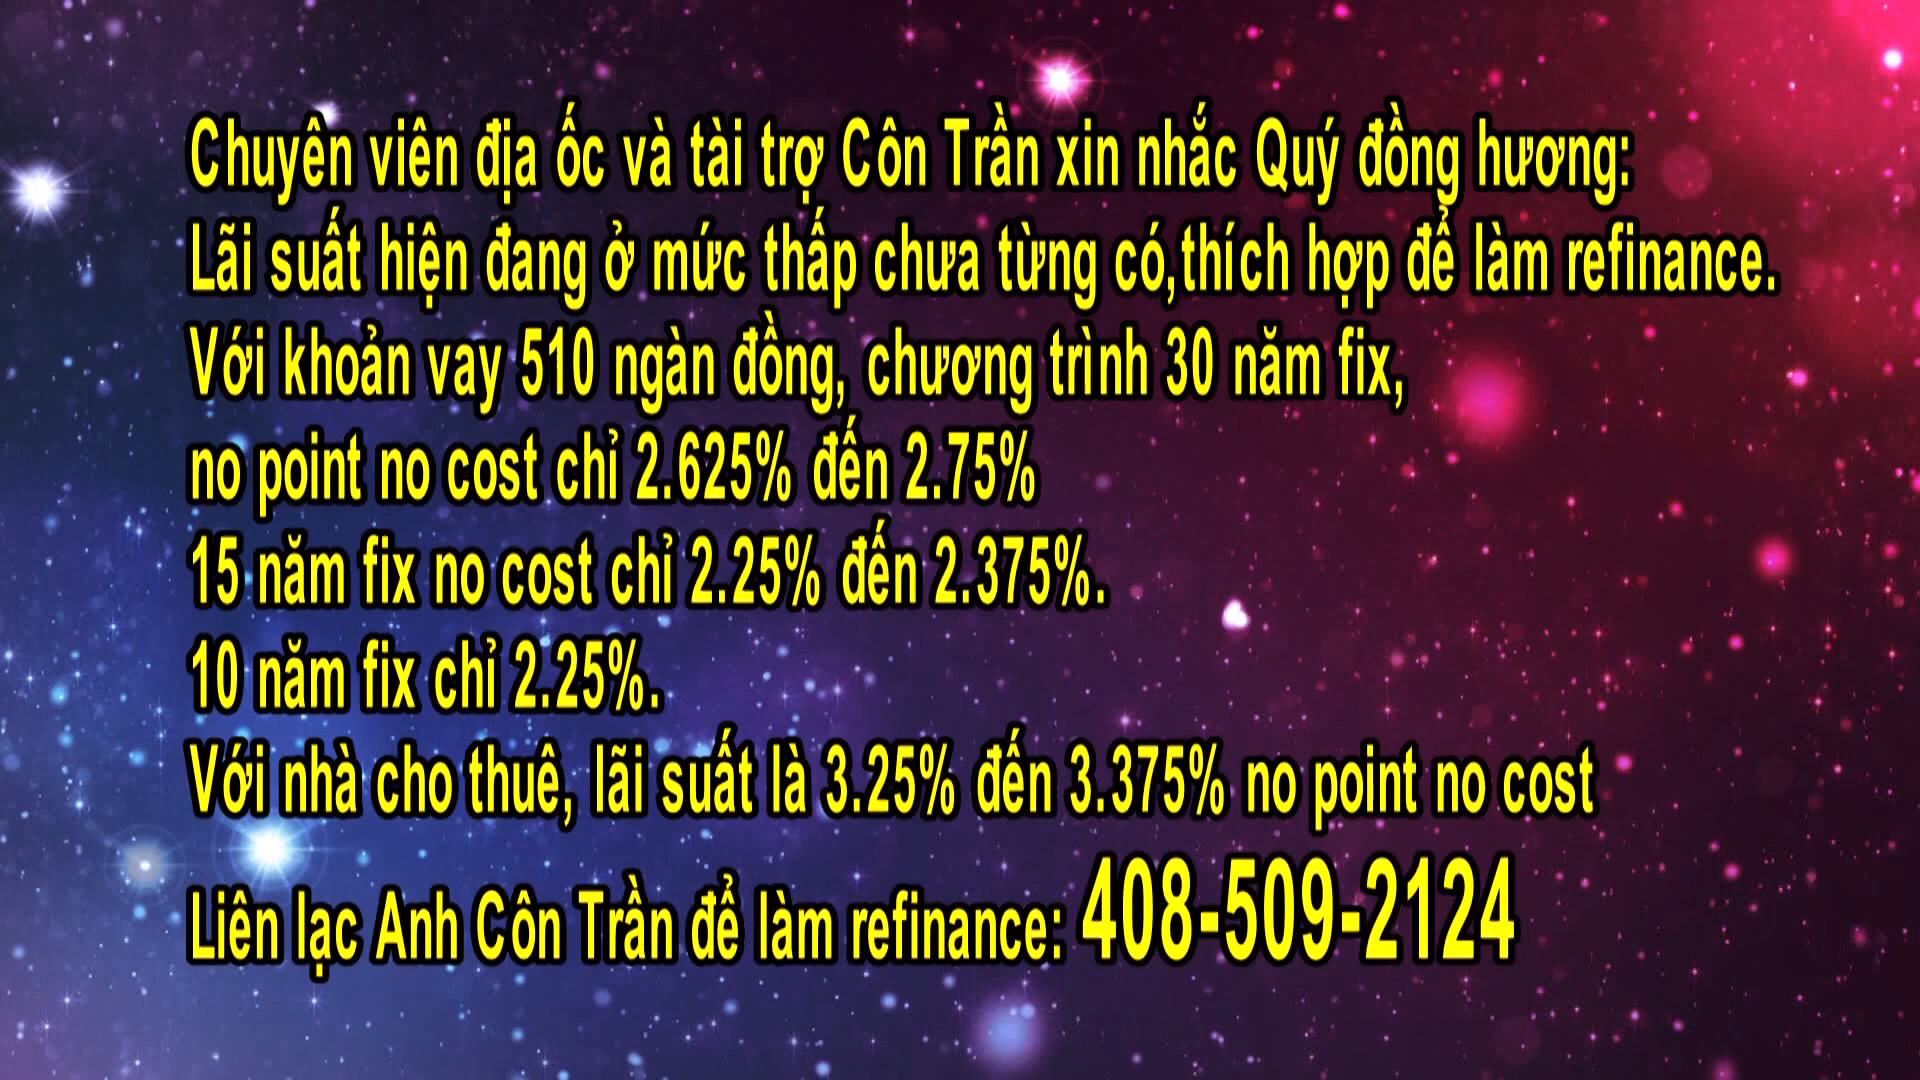 Chuyên viên địa ốc và tài trợ Côn Trần xin nhắc Quý đồng hương:
Lãi suất hiện đang ở mức thấp chưa từng có,thích hợp để làm refinance.
Với khoản vay 510 ngàn đồng, chương trình 30 năm fix,
no point no cost chỉ 2.625% đến 2.75%
15 năm fix no cost chỉ 2.25% đến 2.375%.
10 năm fix chỉ 2.25%.
Với nhà cho thuê, lãi suất là 3.25% đến 3.375% no point no cost
Liên lạc Anh Côn Trần để làm refinance: 408-509-2124